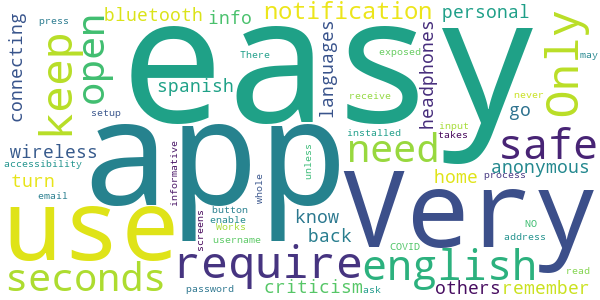 press
bluetooth info notification personal
connecting keep open easy Only
There exposed may
spanish languages headphones
receive never
setup installed input go
app need safe
wireless takes
accessibility anonymous
turn informative unless Very home process
email whole
use button know
enable
screens Works username back COVID NO
address
seconds require english read
password criticism ask others remember